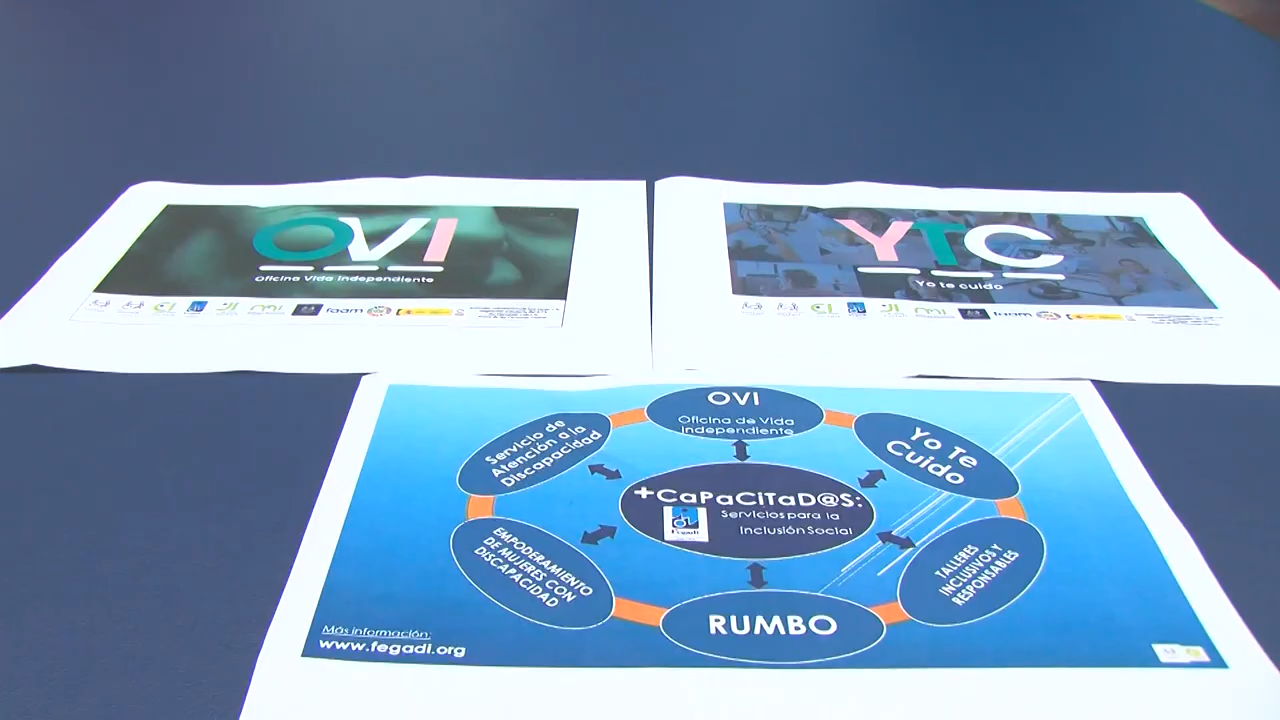 OVI
Oficina Vida Independiente
faam
YTC
Yo te cuido
faam
OVI
Oficina de Vida
Independiente
Servicio de
Atención a la
Discapacidad
Yo Te
Cuido
+CaPaCiTaD@S:
Servicios para la
Inclusión Social
Fegadi
EMPODERAMIENTO
DE MUJERES CON
DISCAPACIDAD
TALLERES
INCLUSIVOS Y
RESPONSABLES
RUMBO
Más información:
www.fegadi.org